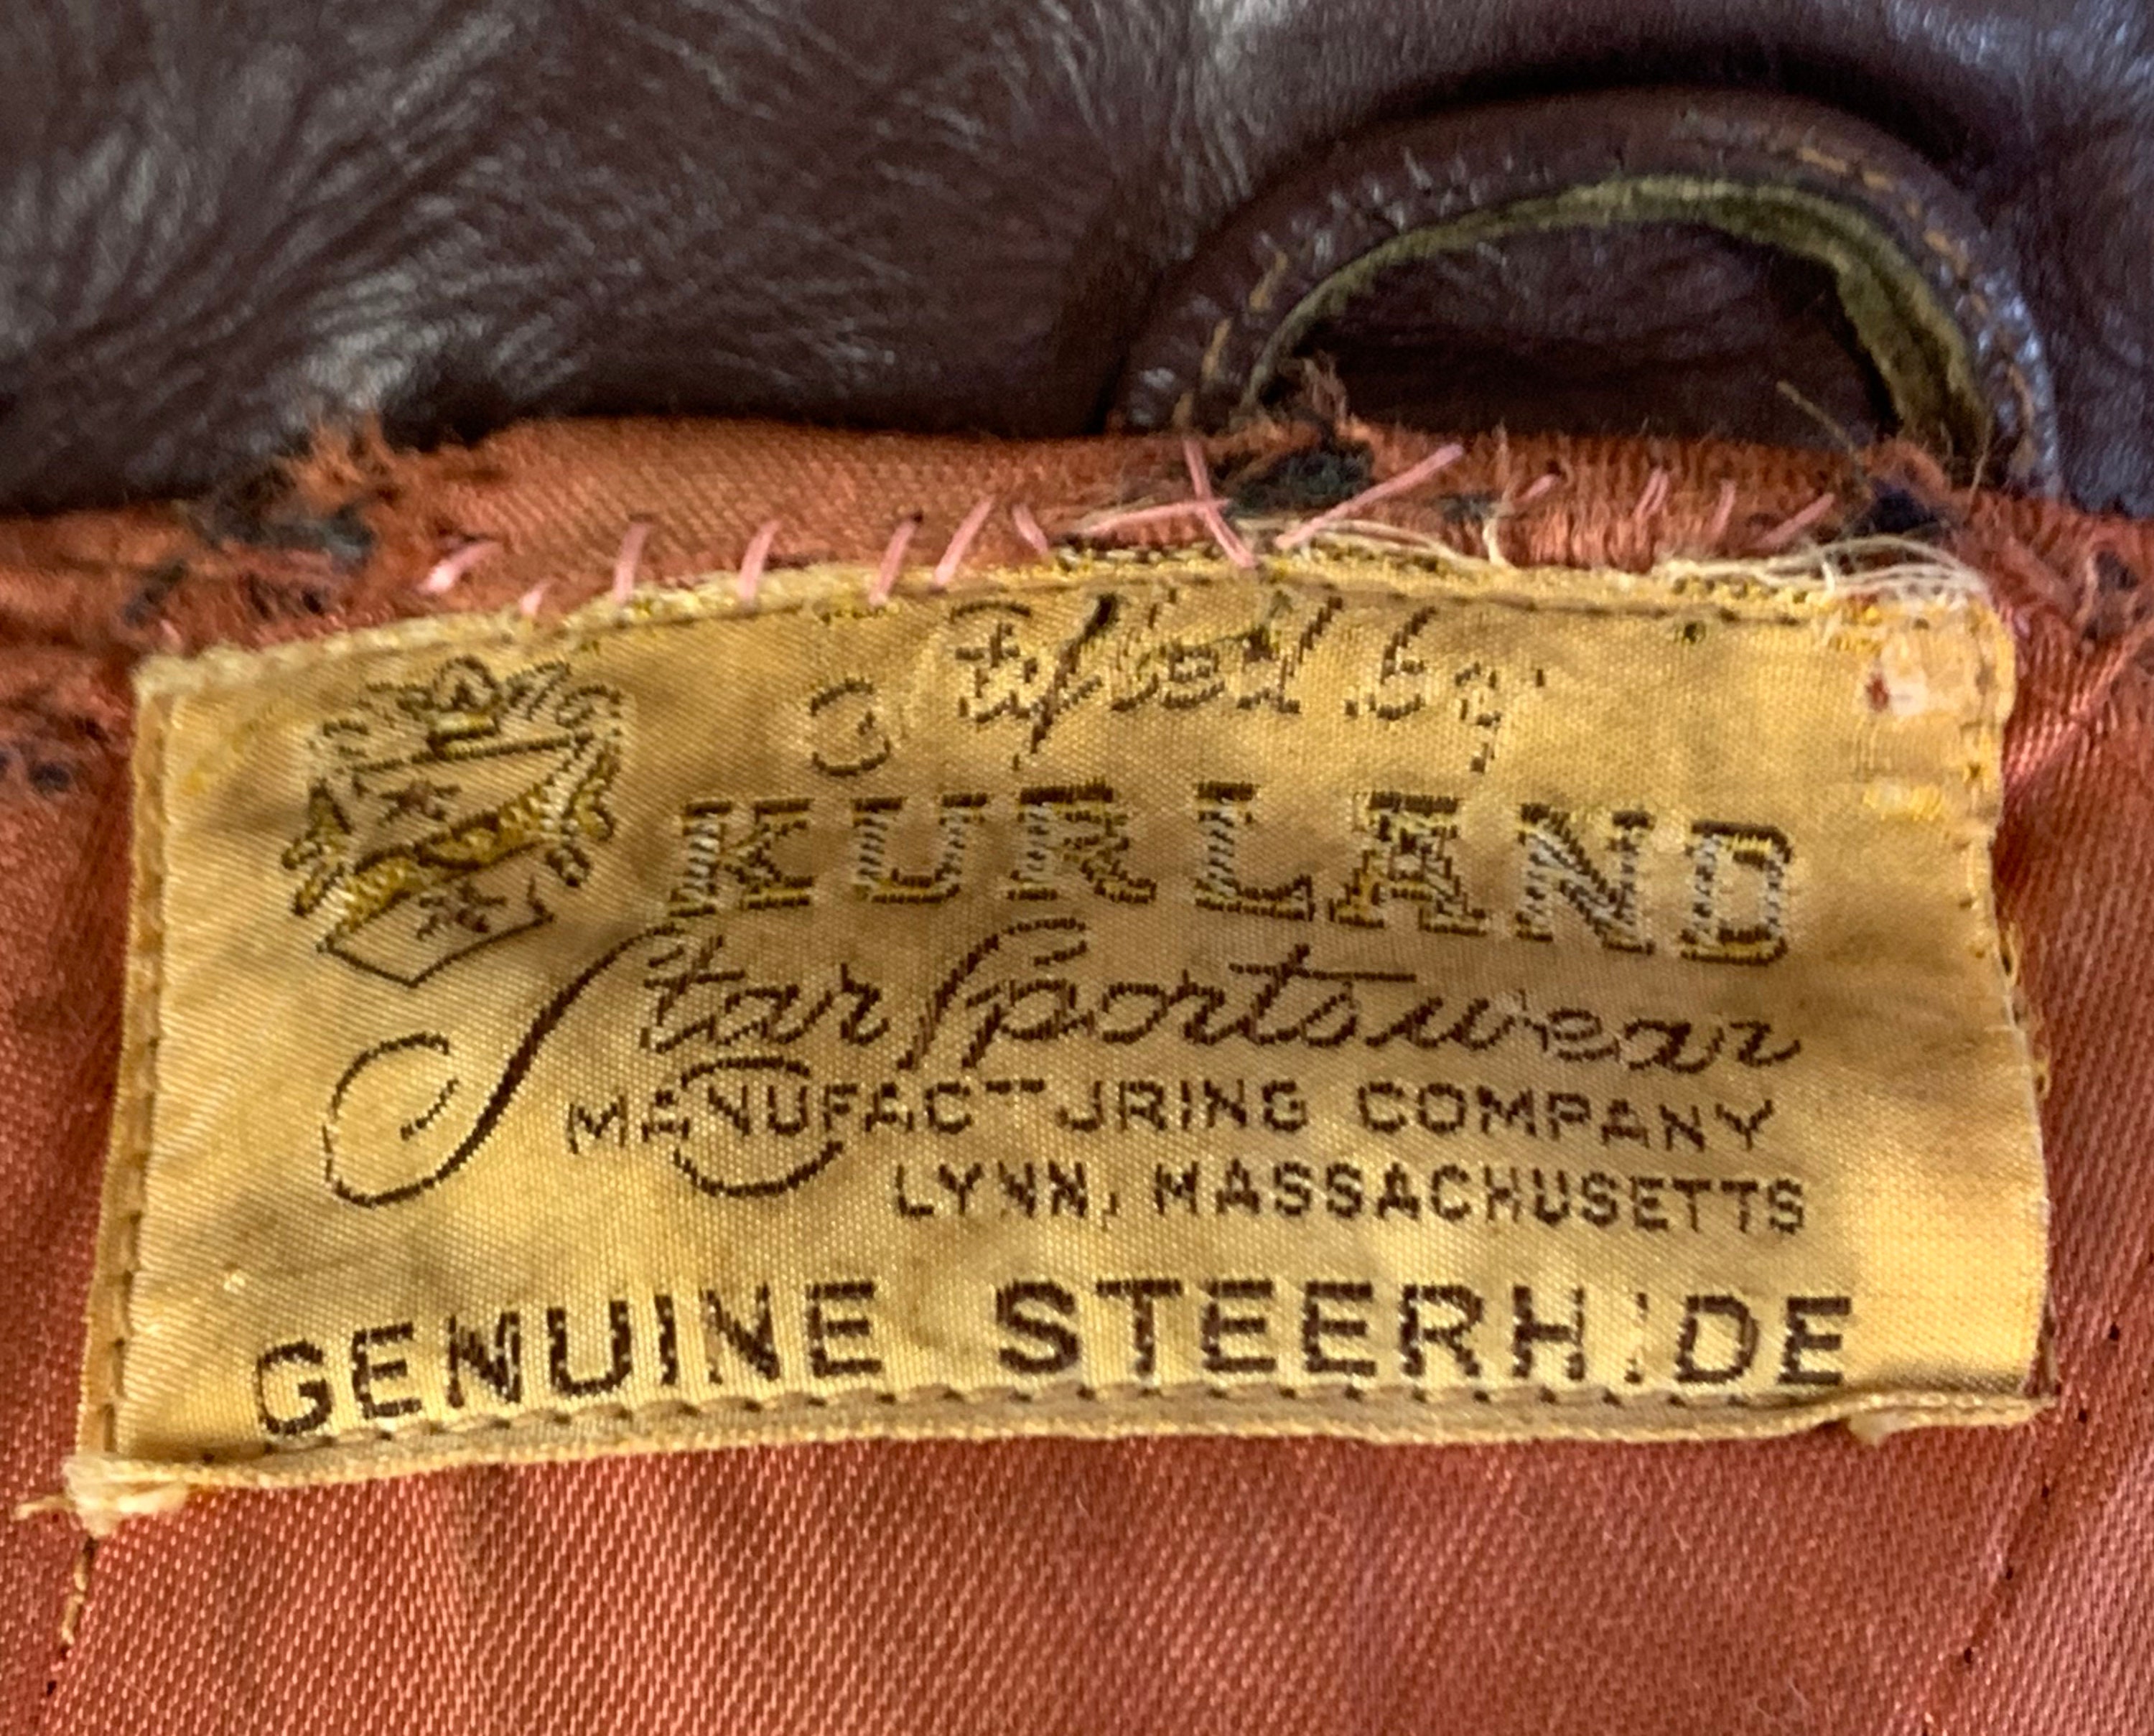 Styled by
KURLAND
Star Sportswear
MANUFACTURING COMPANY
LYNN, MASSACHUSETTS
GENUINE STEERHIDE